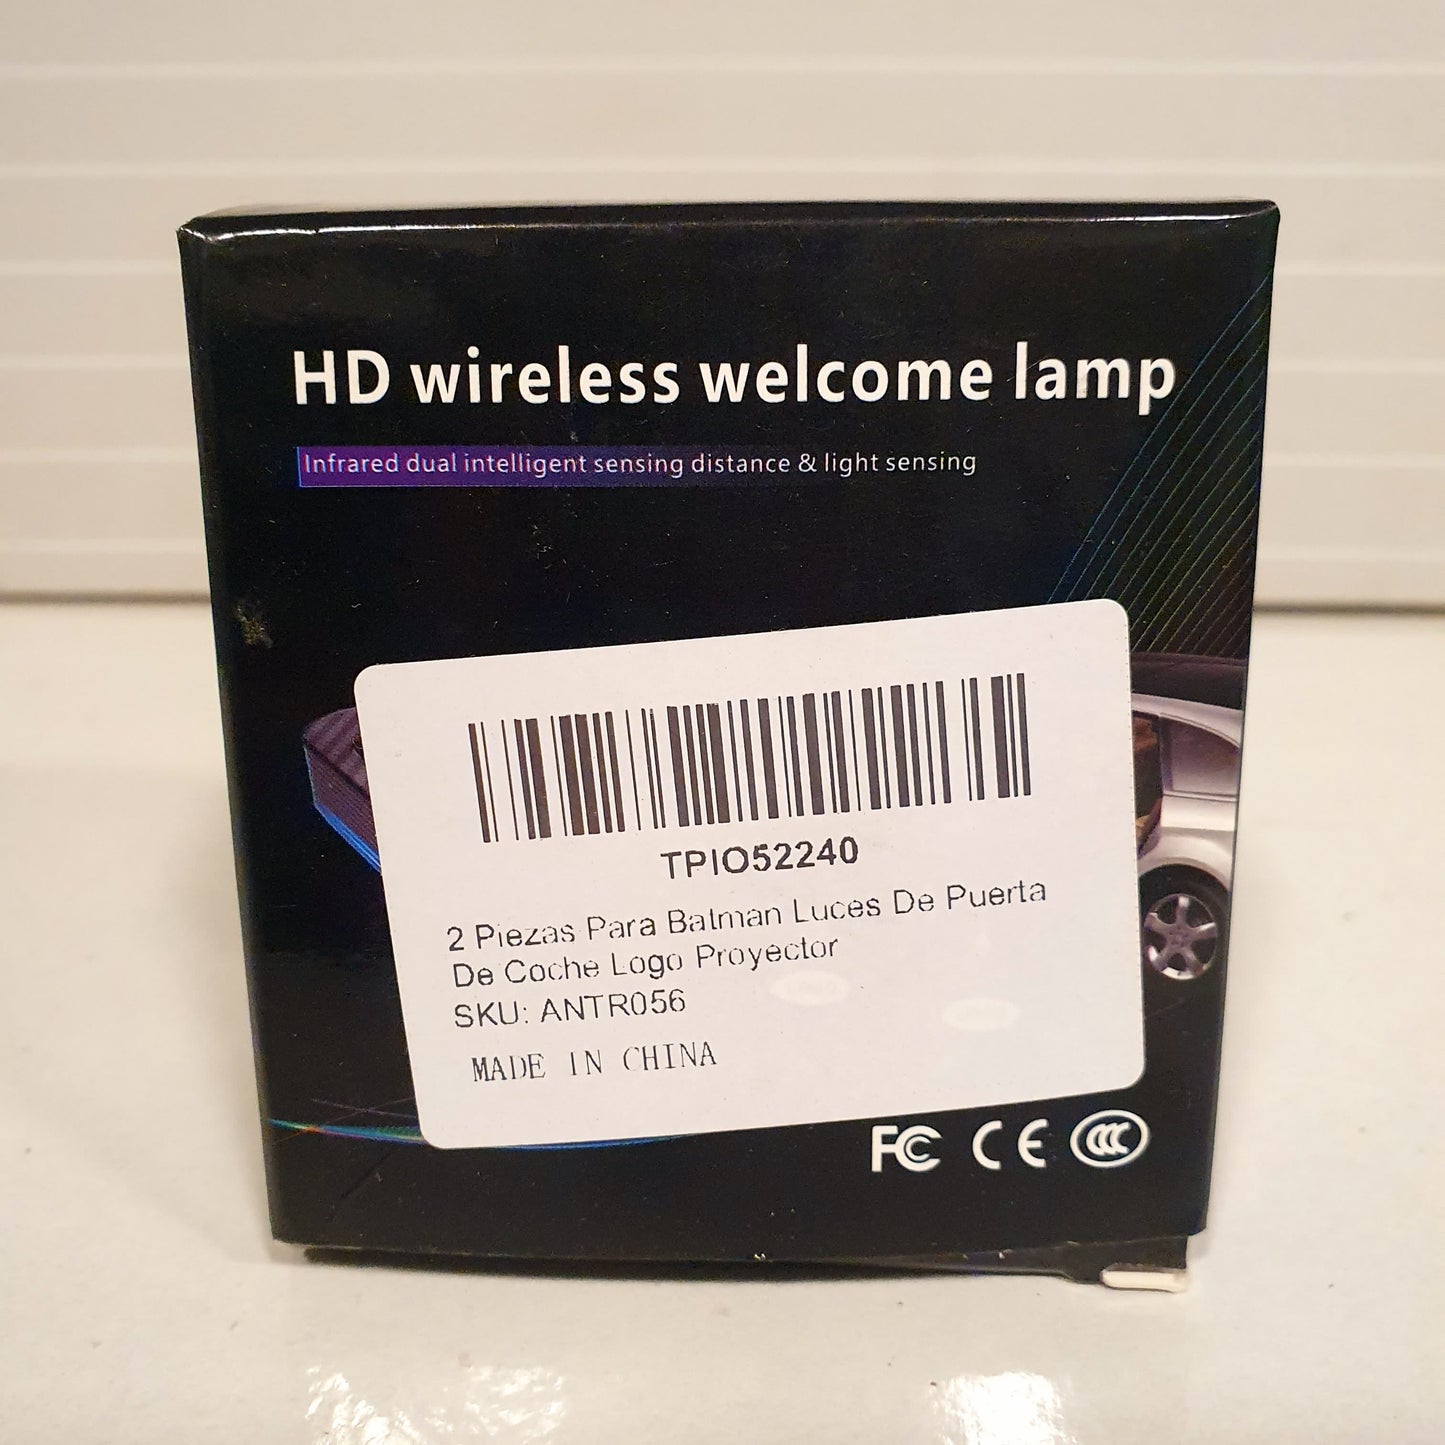 HD wireless welcome lamp
Infrared dual intelligent sensing distance & light sensing
TPIO52240
2 Piezas Para Batman Luces De Puerta
De Coche Logo Proyector
SKU: ANTR056
MADE IN CHINA
FC CE CCC